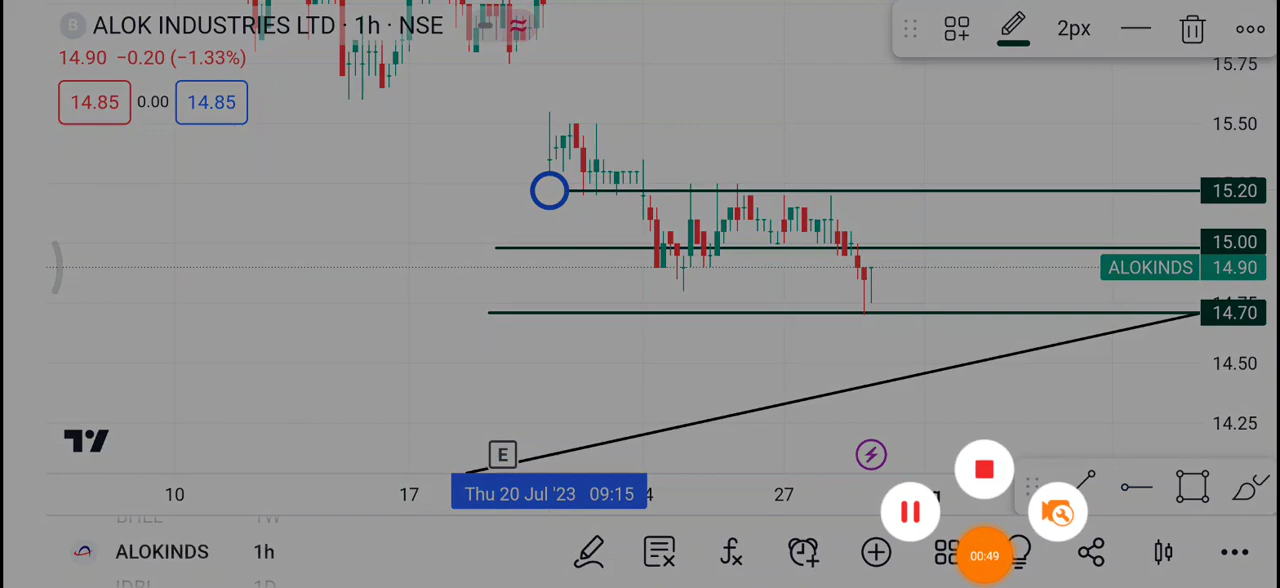 B ALOK INDUSTRIES LTD · 1h · NSE
14.90 −0.20 (−1.33%)
14.85 0.00 14.85
2px
15.75
15.50
15.20
15.00
ALOKINDS 14.90
14.70
14.50
14.25
E
10 17 Thu 20 Jul '23 09:15 4 27
ALOKINDS 1h
00:49